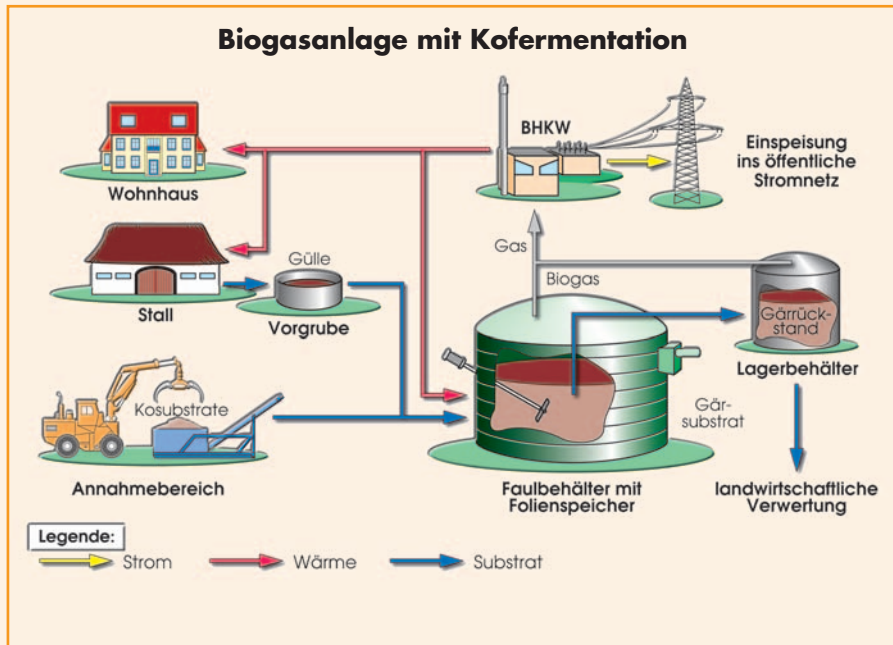 Biogasanlage mit Kofermentation
BHKW
Einspeisung
ins öffentliche
Stromnetz
Wohnhaus
Gas
Biogas
Gülle
Stall
Vorgrube
Gärrück-
stand
Lagerbehälter
Kosubstrate
Gär-
substrat
Annahmebereich
Faulbehälter mit
Folienspeicher
landwirtschaftliche
Verwertung
Legende:
Strom
Wärme
Substrat